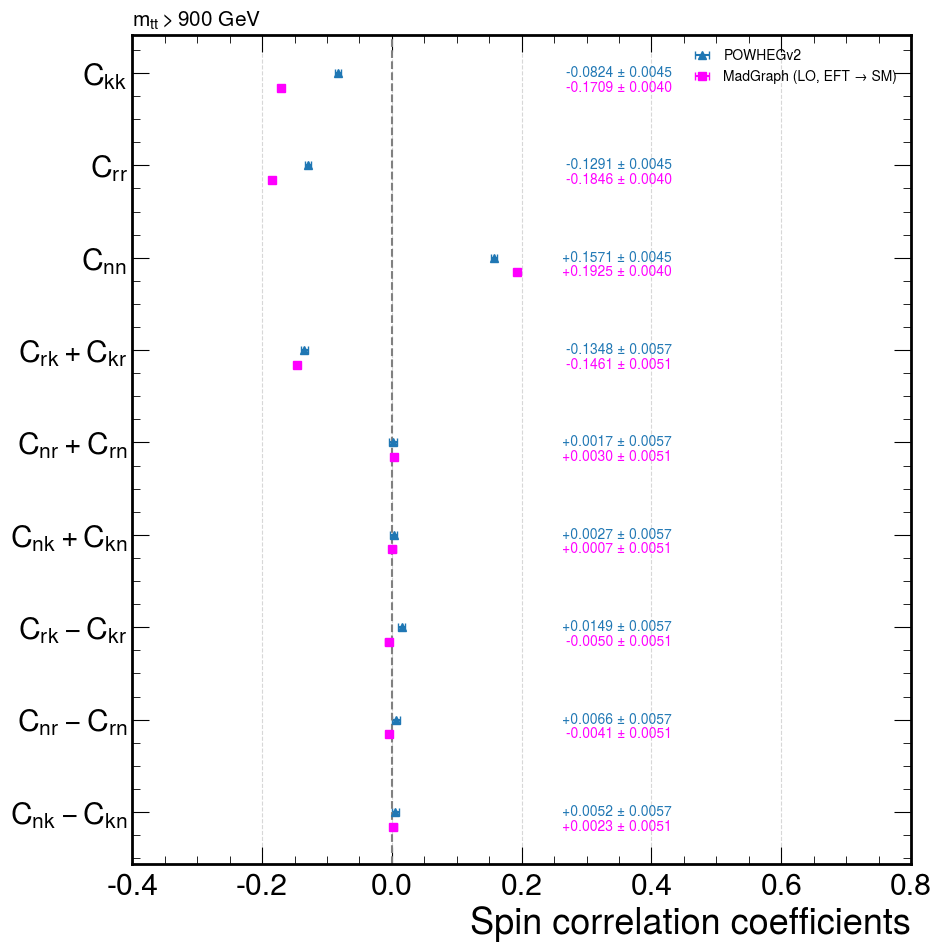 m_tt > 900 GeV
POWHEGv2
MadGraph (LO, EFT → SM)
C_kk
-0.0824 ± 0.0045
-0.1709 ± 0.0040
C_rr
-0.1291 ± 0.0045
-0.1846 ± 0.0040
C_nn
+0.1571 ± 0.0045
+0.1925 ± 0.0040
C_rk + C_kr
-0.1348 ± 0.0057
-0.1461 ± 0.0051
C_nr + C_rn
+0.0017 ± 0.0057
+0.0030 ± 0.0051
C_nk + C_kn
+0.0027 ± 0.0057
+0.0007 ± 0.0051
C_rk − C_kr
+0.0149 ± 0.0057
-0.0050 ± 0.0051
C_nr − C_rn
+0.0066 ± 0.0057
-0.0041 ± 0.0051
C_nk − C_kn
+0.0052 ± 0.0057
+0.0023 ± 0.0051
-0.4 -0.2 0.0 0.2 0.4 0.6 0.8
Spin correlation coefficients